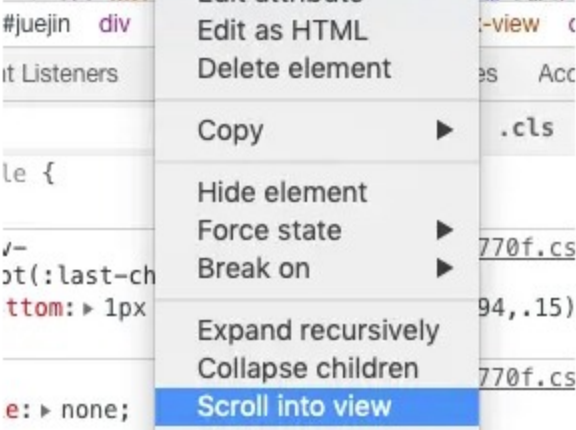 Edit attribute
#juejin div
-view
Edit as HTML
Delete element
t Listeners
es
Acc
Copy
.cls
le {
Hide element
Force state
Break on
v-
ot(:last-ch
770f.cs
ttom: 1px
94,.15)
Expand recursively
Collapse children
770f.cs
Scroll into view
e: none;